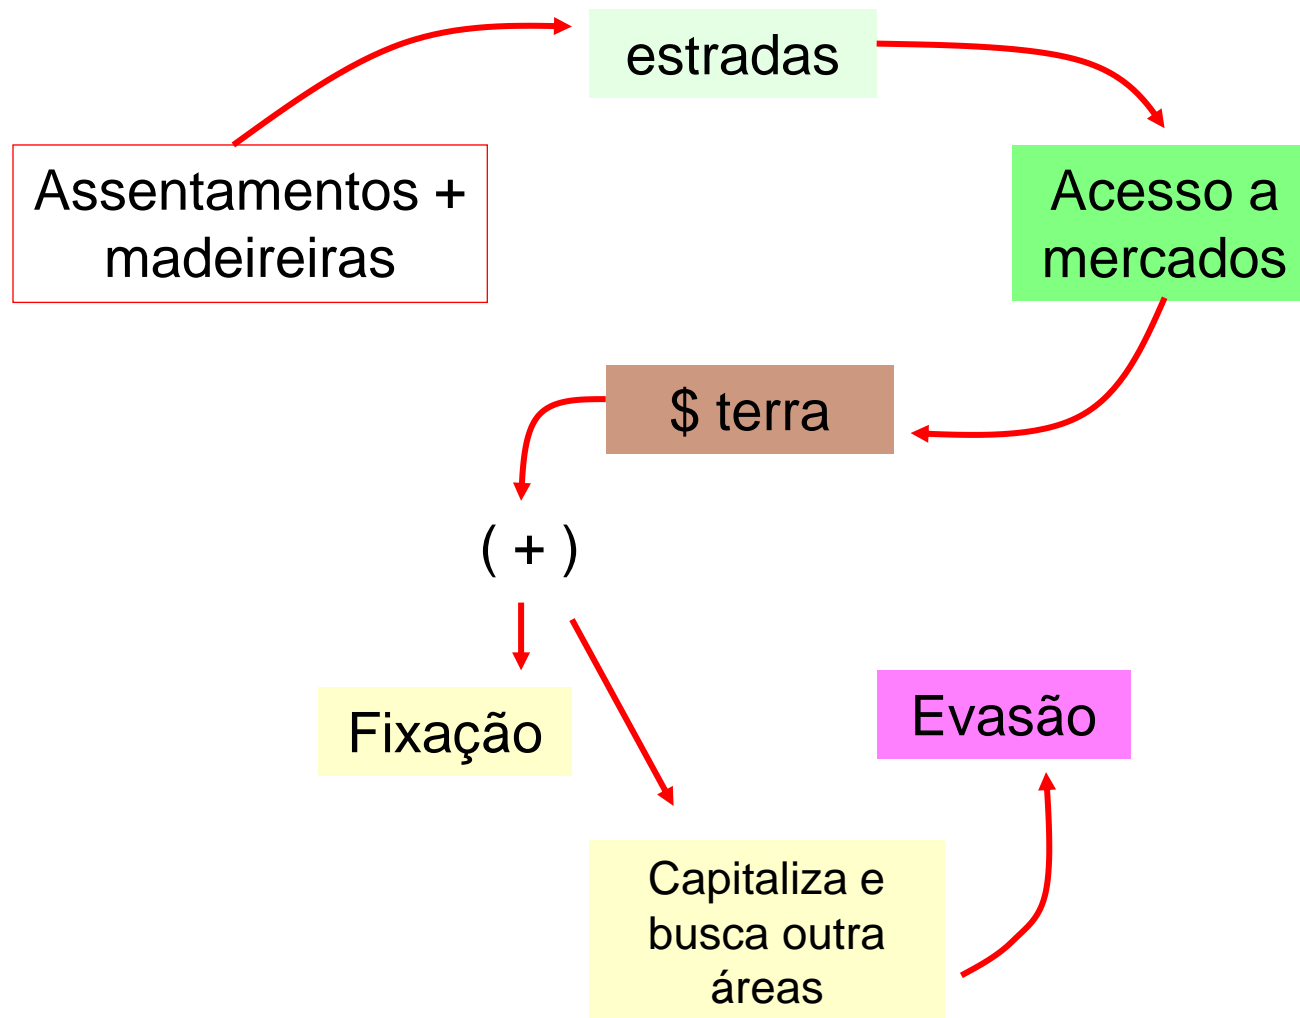 estradas
Assentamentos +
madeireiras
Acesso a
mercados
$ terra
( + )
Fixação
Evasão
Capitaliza e
busca outra
áreas